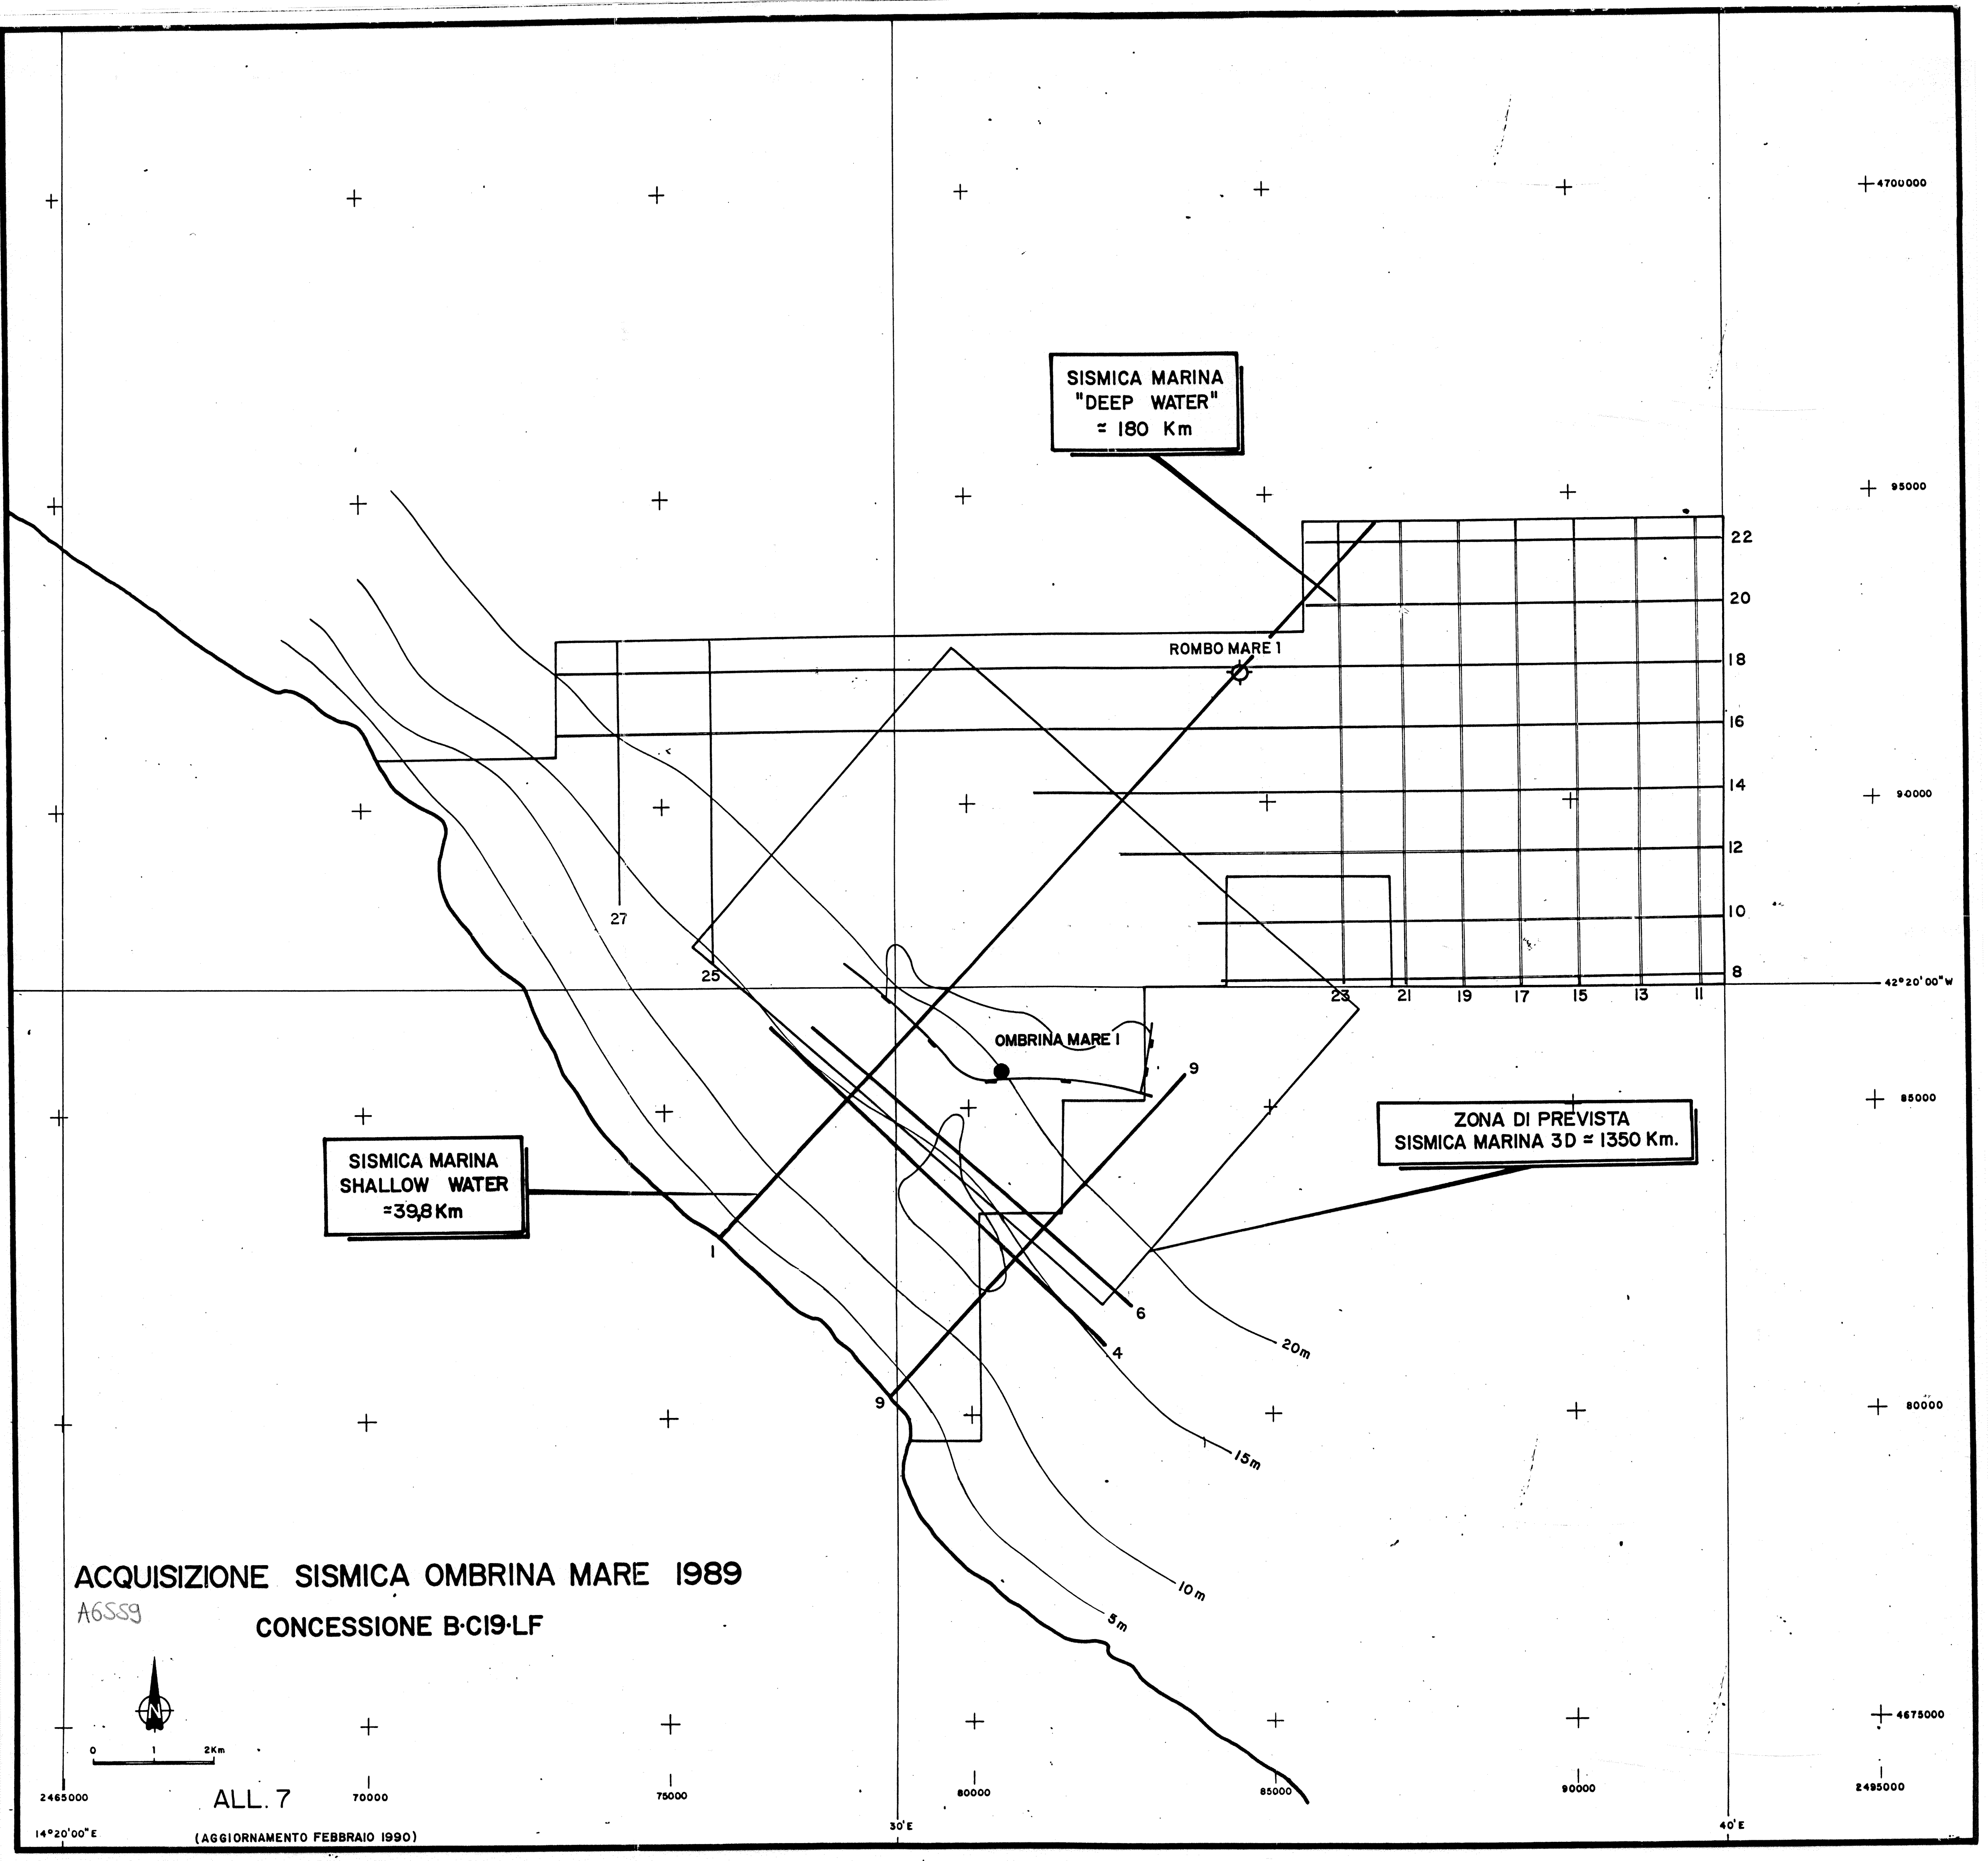 4700000
SISMICA MARINA
"DEEP WATER"
≃ 180 Km
95000
22
20
ROMBO MARE 1
18
16
14
90000
12
27
10
25
8
42°20'00"W
23
21
19
17
15
13
11
OMBRINA MARE 1
9
85000
ZONA DI PREVISTA
SISMICA MARINA 3D ≃ 1350 Km.
SISMICA MARINA
SHALLOW WATER
≃39,8 Km
1
6
20m
4
9
80000
15m
ACQUISIZIONE SISMICA OMBRINA MARE 1989
A6559
CONCESSIONE B·C19·LF
10m
5m
N
4675000
0 1 2Km
2465000
ALL. 7
70000
75000
80000
85000
90000
2495000
14°20'00"E
(AGGIORNAMENTO FEBBRAIO 1990)
30'E
40'E